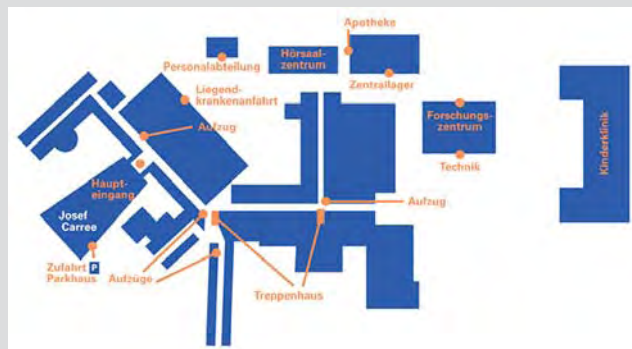 Apotheke
Personalabteilung
Hörsaal-
zentrum
Zentrallager
Liegend-
krankenanfahrt
Aufzug
Forschungs-
zentrum
Technik
Kinderklinik
Haupt-
eingang
Josef
Carree
Aufzug
Zufahrt
Parkhaus
P
Aufzüge
Treppenhaus